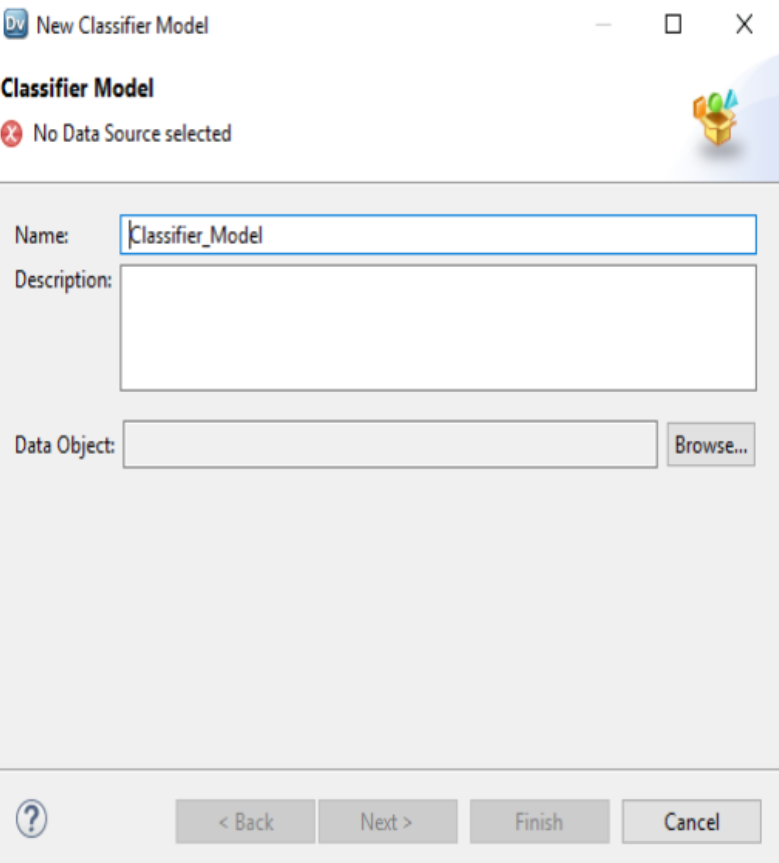 Dv New Classifier Model
Classifier Model
No Data Source selected
Name: Classifier_Model
Description:
Data Object: Browse...
? < Back Next > Finish Cancel